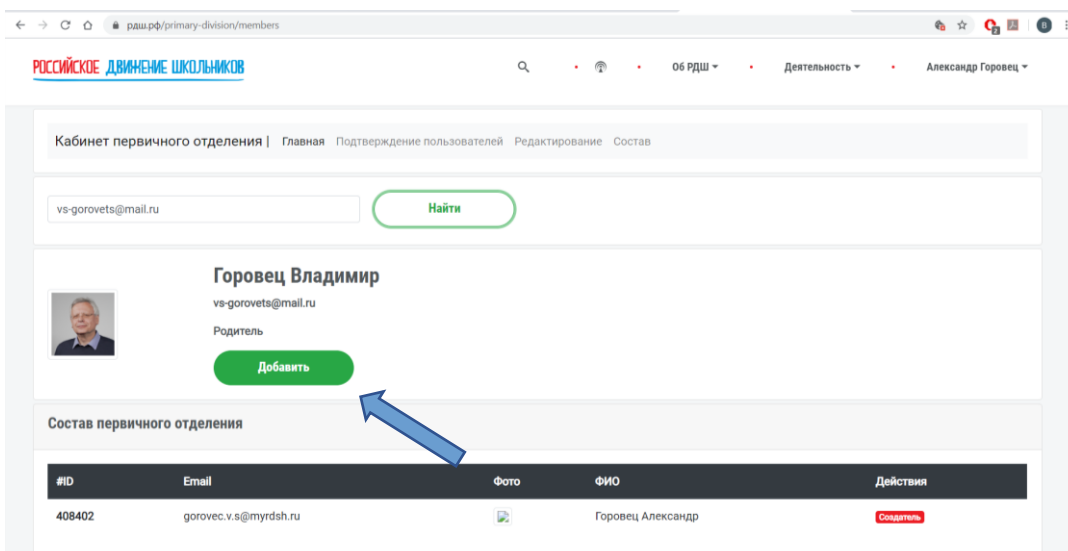 рдш.рф/primary-division/members
2
В
РОССИЙСКОЕ ДВИЖЕНИЕ ШКОЛЬНИКОВ
Об РДШ
Деятельность
Александр Горовец
Кабинет первичного отделения | Главная Подтверждение пользователей Редактирование Состав
vs-gorovets@mail.ru
Найти
Горовец Владимир
vs-gorovets@mail.ru
Родитель
Добавить
Состав первичного отделения
#ID Email Фото ФИО Действия
408402 gorovec.v.s@myrdsh.ru Горовец Александр Создатель